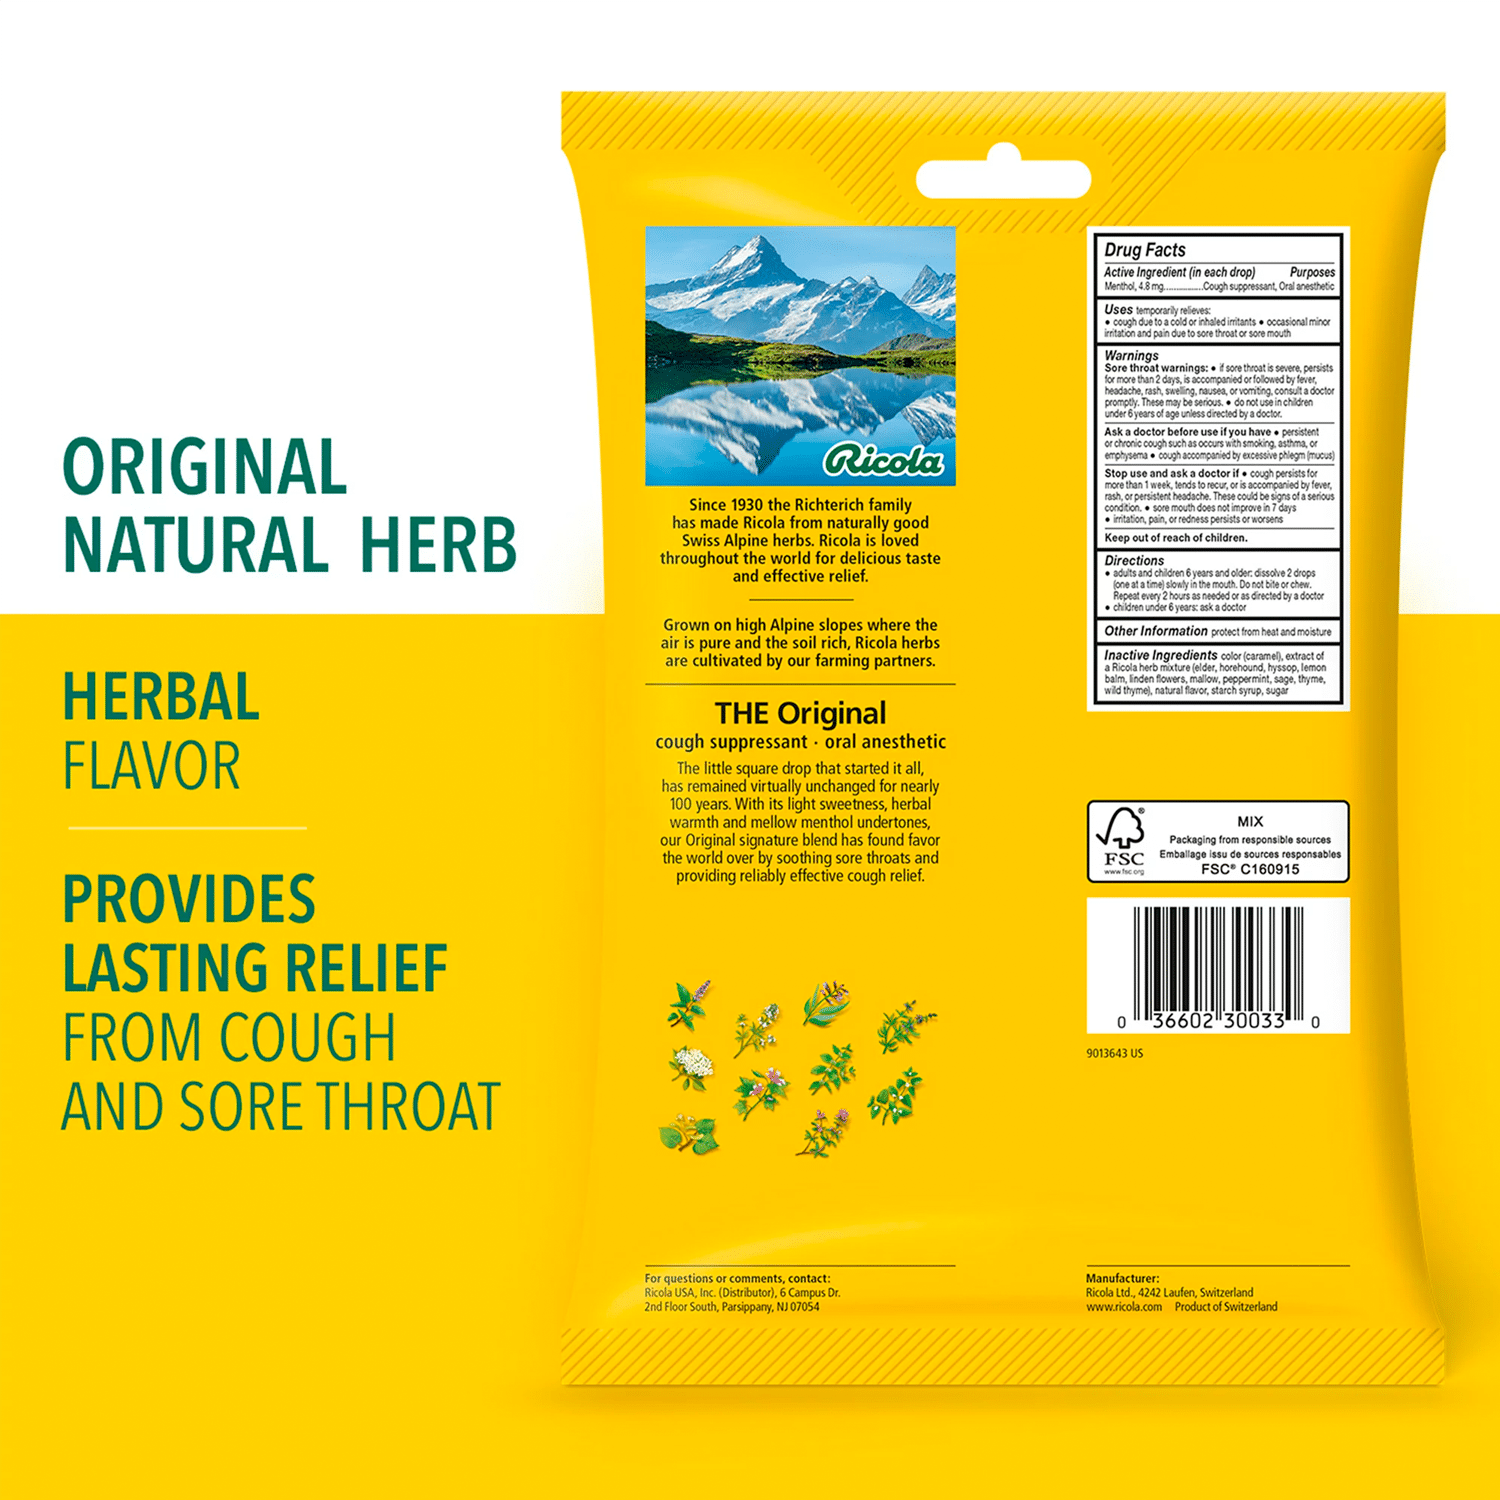 ORIGINAL
NATURAL HERB
HERBAL
FLAVOR
PROVIDES
LASTING RELIEF
FROM COUGH
AND SORE THROAT
Ricola
Since 1930 the Richterich family
has made Ricola from naturally good
Swiss Alpine herbs. Ricola is loved
throughout the world for delicious taste
and effective relief.
Grown on high Alpine slopes where the
air is pure and the soil rich, Ricola herbs
are cultivated by our farming partners.
THE Original
cough suppressant · oral anesthetic
The little square drop that started it all,
has remained virtually unchanged for nearly
100 years. With its light sweetness, herbal
warmth and mellow menthol undertones,
our Original signature blend has found favor
the world over by soothing sore throats and
providing reliably effective cough relief.
For questions or comments, contact:
Ricola USA, Inc. (Distributor), 6 Campus Dr.
2nd Floor South, Parsippany, NJ 07054
Drug Facts
Active Ingredient (in each drop) Purposes
Menthol, 4.8 mg..................Cough suppressant, Oral anesthetic
Uses temporarily relieves:
● cough due to a cold or inhaled irritants ● occasional minor
irritation and pain due to sore throat or sore mouth
Warnings
Sore throat warnings: ● if sore throat is severe, persists
for more than 2 days, is accompanied or followed by fever,
headache, rash, swelling, nausea, or vomiting, consult a doctor
promptly. These may be serious. ● do not use in children
under 6 years of age unless directed by a doctor.
Ask a doctor before use if you have ● persistent
or chronic cough such as occurs with smoking, asthma, or
emphysema ● cough accompanied by excessive phlegm (mucus)
Stop use and ask a doctor if ● cough persists for
more than 1 week, tends to recur, or is accompanied by fever,
rash, or persistent headache. These could be signs of a serious
condition. ● sore mouth does not improve in 7 days
● irritation, pain, or redness persists or worsens
Keep out of reach of children.
Directions
● adults and children 6 years and older: dissolve 2 drops
(one at a time) slowly in the mouth. Do not bite or chew.
Repeat every 2 hours as needed or as directed by a doctor
● children under 6 years: ask a doctor
Other Information protect from heat and moisture
Inactive Ingredients color (caramel), extract of
a Ricola herb mixture (elder, horehound, hyssop, lemon
balm, linden flowers, mallow, peppermint, sage, thyme,
wild thyme), natural flavor, starch syrup, sugar
FSC
www.fsc.org
MIX
Packaging from responsible sources
Emballage issu de sources responsables
FSC® C160915
0 36602 30033 0
9013643 US
Manufacturer:
Ricola Ltd., 4242 Laufen, Switzerland
www.ricola.com Product of Switzerland